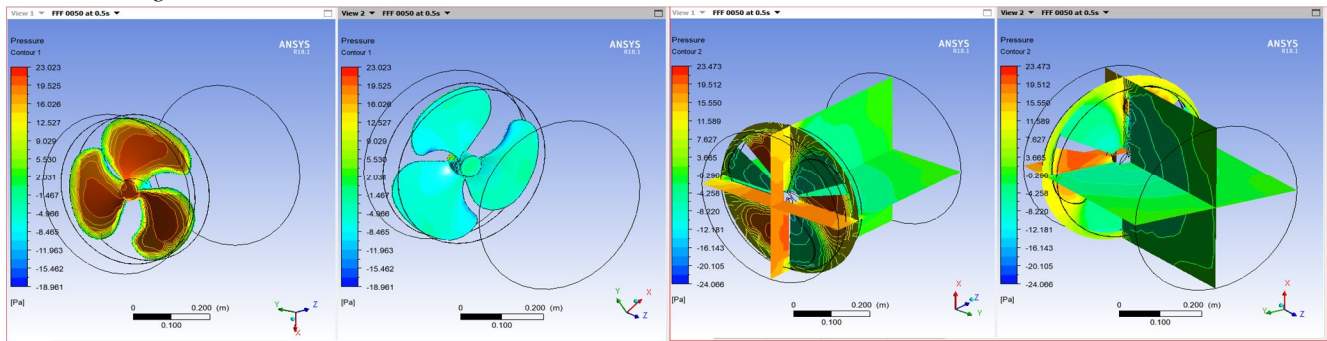 View 1 ▼ FFF 0050 at 0.5s ▼
Pressure
Contour 1
ANSYS
R18.1
23.023
19.525
16.026
12.527
9.029
5.530
2.031
-1.467
-4.966
-8.465
-11.963
-15.462
-18.961
[Pa]
0 0.200 (m)
0.100
Y
Z
X
View 2 ▼ FFF 0050 at 0.5s ▼
Pressure
Contour 1
ANSYS
R18.1
23.023
19.525
16.026
12.527
9.029
5.530
2.031
-1.467
-4.966
-8.465
-11.963
-15.462
-18.961
[Pa]
0 0.200 (m)
0.100
Y
X
Z
View 1 ▼ FFF 0050 at 0.5s ▼
Pressure
Contour 2
ANSYS
R18.1
23.473
19.512
15.550
11.589
7.627
3.665
-0.296
-4.258
-8.220
-12.181
-16.143
-20.105
-24.066
[Pa]
0 0.200 (m)
0.100
X
Z
Y
View 2 ▼ FFF 0050 at 0.5s ▼
Pressure
Contour 2
ANSYS
R18.1
23.473
19.512
15.550
11.589
7.627
3.665
-0.296
-4.258
-8.220
-12.181
-16.143
-20.105
-24.066
[Pa]
0 0.200 (m)
0.100
X
Y
Z